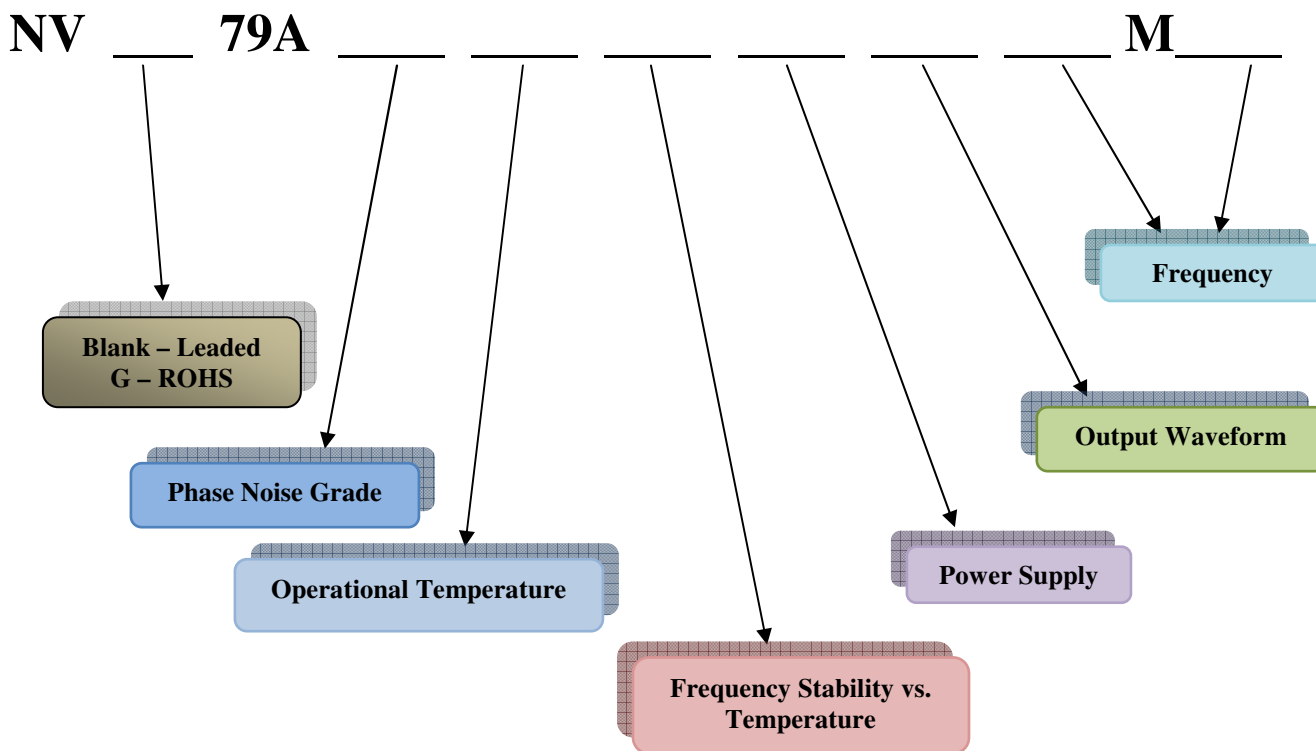 NV ___ 79A ____ ____ ____ ____ ____ ____ M____
Frequency
Blank – Leaded
G – ROHS
Output Waveform
Phase Noise Grade
Operational Temperature
Power Supply
Frequency Stability vs.
Temperature